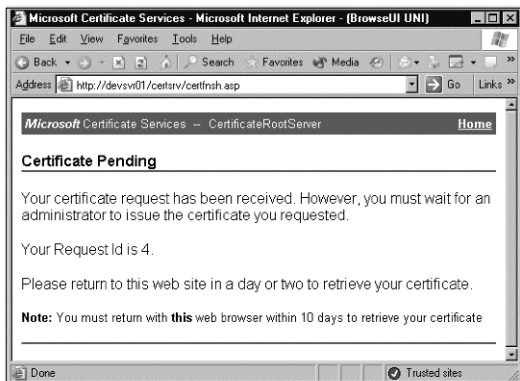 Microsoft Certificate Services - Microsoft Internet Explorer - (BrowseUI UNI)
File Edit View Favorites Tools Help
Back Search Favorites Media
Address http://devsvr01/certsrv/certfnsh.asp Go Links »
Microsoft Certificate Services -- CertificateRootServer Home
Certificate Pending
Your certificate request has been received. However, you must wait for an
administrator to issue the certificate you requested.
Your Request Id is 4.
Please return to this web site in a day or two to retrieve your certificate.
Note: You must return with this web browser within 10 days to retrieve your certificate
Done Trusted sites